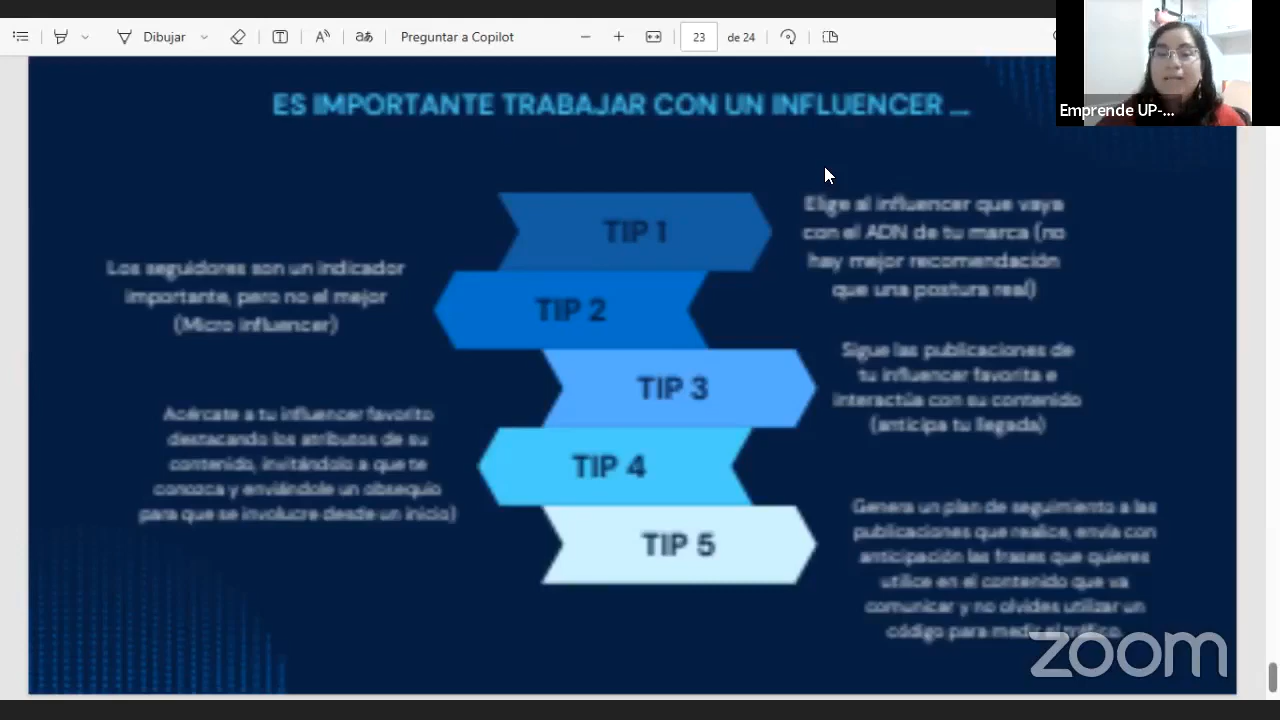 Dibujar
Preguntar a Copilot
23
de 24
Emprende UP-...
ES IMPORTANTE TRABAJAR CON UN INFLUENCER ...
TIP 1
Elige al influencer que vaya
con el ADN de tu marca (no
hay mejor recomendación
que una postura real)
TIP 2
Los seguidores son un indicador
importante, pero no el mejor
(Micro influencer)
TIP 3
Sigue las publicaciones de
tu influencer favorita e
interactúa con su contenido
(anticipa tu llegada)
TIP 4
Acércate a tu influencer favorito
destacando los atributos de su
contenido, invitándolo a que te
conozca y enviándole un obsequio
para que se involucre desde un inicio)
TIP 5
Genera un plan de seguimiento a las
publicaciones que realice, envía con
anticipación las frases que quieres
utilice en el contenido que va
comunicar y no olvides utilizar un
código para medir el tráfico.
zoom